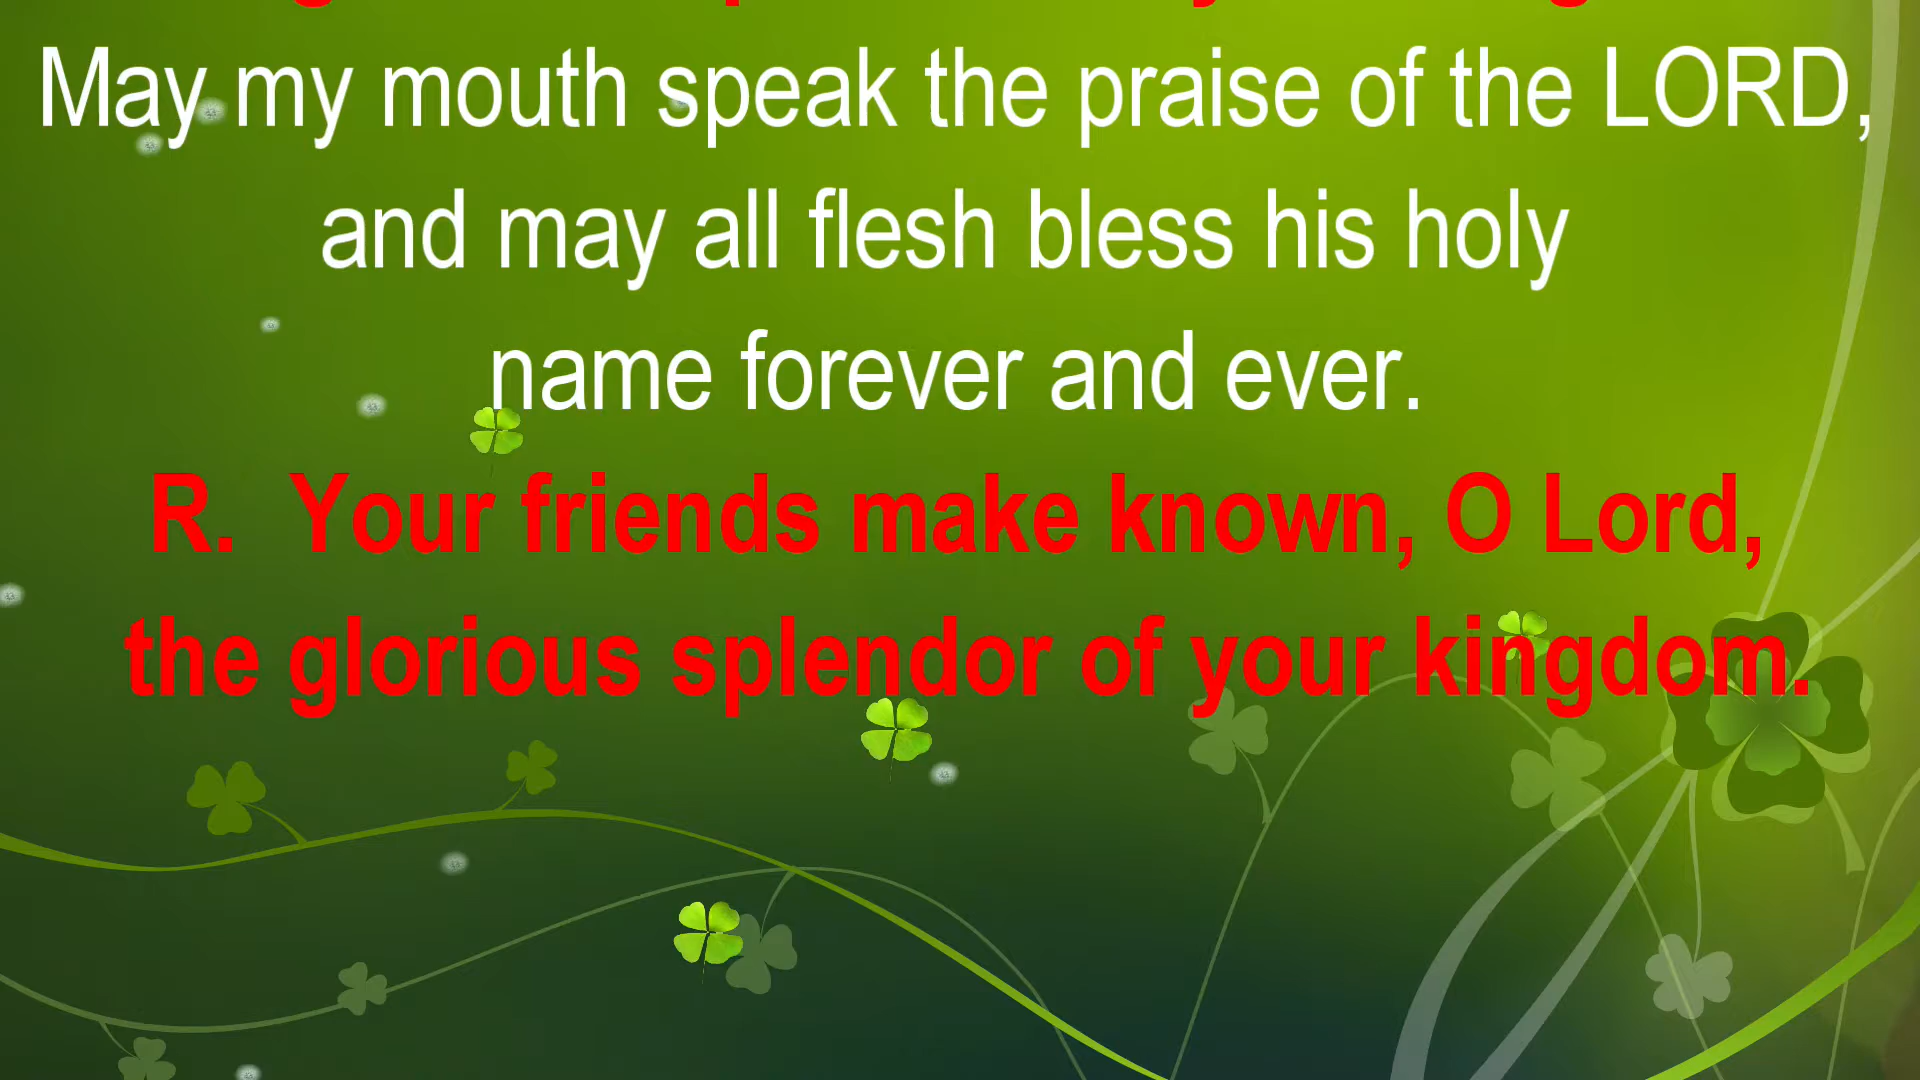 May my mouth speak the praise of the LORD,
and may all flesh bless his holy
name forever and ever.
R. Your friends make known, O Lord,
the glorious splendor of your kingdom.